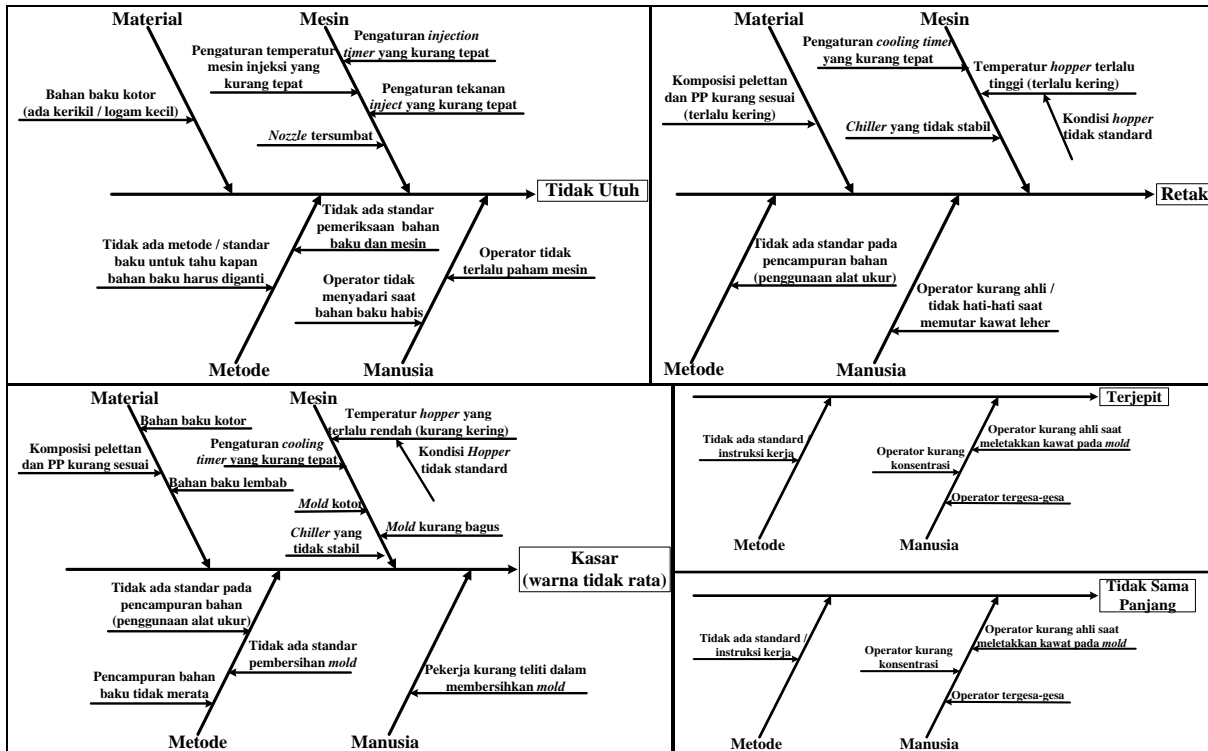 Material
Mesin
Pengaturan injection
timer yang kurang tepat
Pengaturan temperatur
mesin injeksi yang
kurang tepat
Bahan baku kotor
(ada kerikil / logam kecil)
Pengaturan tekanan
inject yang kurang tepat
Nozzle tersumbat
Tidak Utuh
Tidak ada metode / standar
baku untuk tahu kapan
bahan baku harus diganti
Tidak ada standar
pemeriksaan bahan
baku dan mesin
Operator tidak
menyadari saat
bahan baku habis
Operator tidak
terlalu paham mesin
Metode
Manusia
Material
Mesin
Pengaturan cooling timer
yang kurang tepat
Komposisi pelettan
dan PP kurang sesuai
(terlalu kering)
Temperatur hopper terlalu
tinggi (terlalu kering)
Chiller yang tidak stabil
Kondisi hopper
tidak standard
Retak
Tidak ada standar pada
pencampuran bahan
(penggunaan alat ukur)
Operator kurang ahli /
tidak hati-hati saat
memutar kawat leher
Metode
Manusia
Material
Mesin
Bahan baku kotor
Komposisi pelettan
dan PP kurang sesuai
Bahan baku lembab
Temperatur hopper yang
terlalu rendah (kurang kering)
Pengaturan cooling
timer yang kurang tepat
Kondisi Hopper
tidak standard
Mold kotor
Mold kurang bagus
Chiller yang
tidak stabil
Kasar
(warna tidak rata)
Tidak ada standar pada
pencampuran bahan
(penggunaan alat ukur)
Tidak ada standar
pembersihan mold
Pencampuran bahan
baku tidak merata
Pekerja kurang teliti dalam
membersihkan mold
Metode
Manusia
Terjepit
Tidak ada standard /
instruksi kerja
Operator kurang ahli saat
meletakkan kawat pada mold
Operator kurang
konsentrasi
Operator tergesa-gesa
Metode
Manusia
Tidak Sama
Panjang
Tidak ada standard /
instruksi kerja
Operator kurang ahli saat
meletakkan kawat pada mold
Operator kurang
konsentrasi
Operator tergesa-gesa
Metode
Manusia